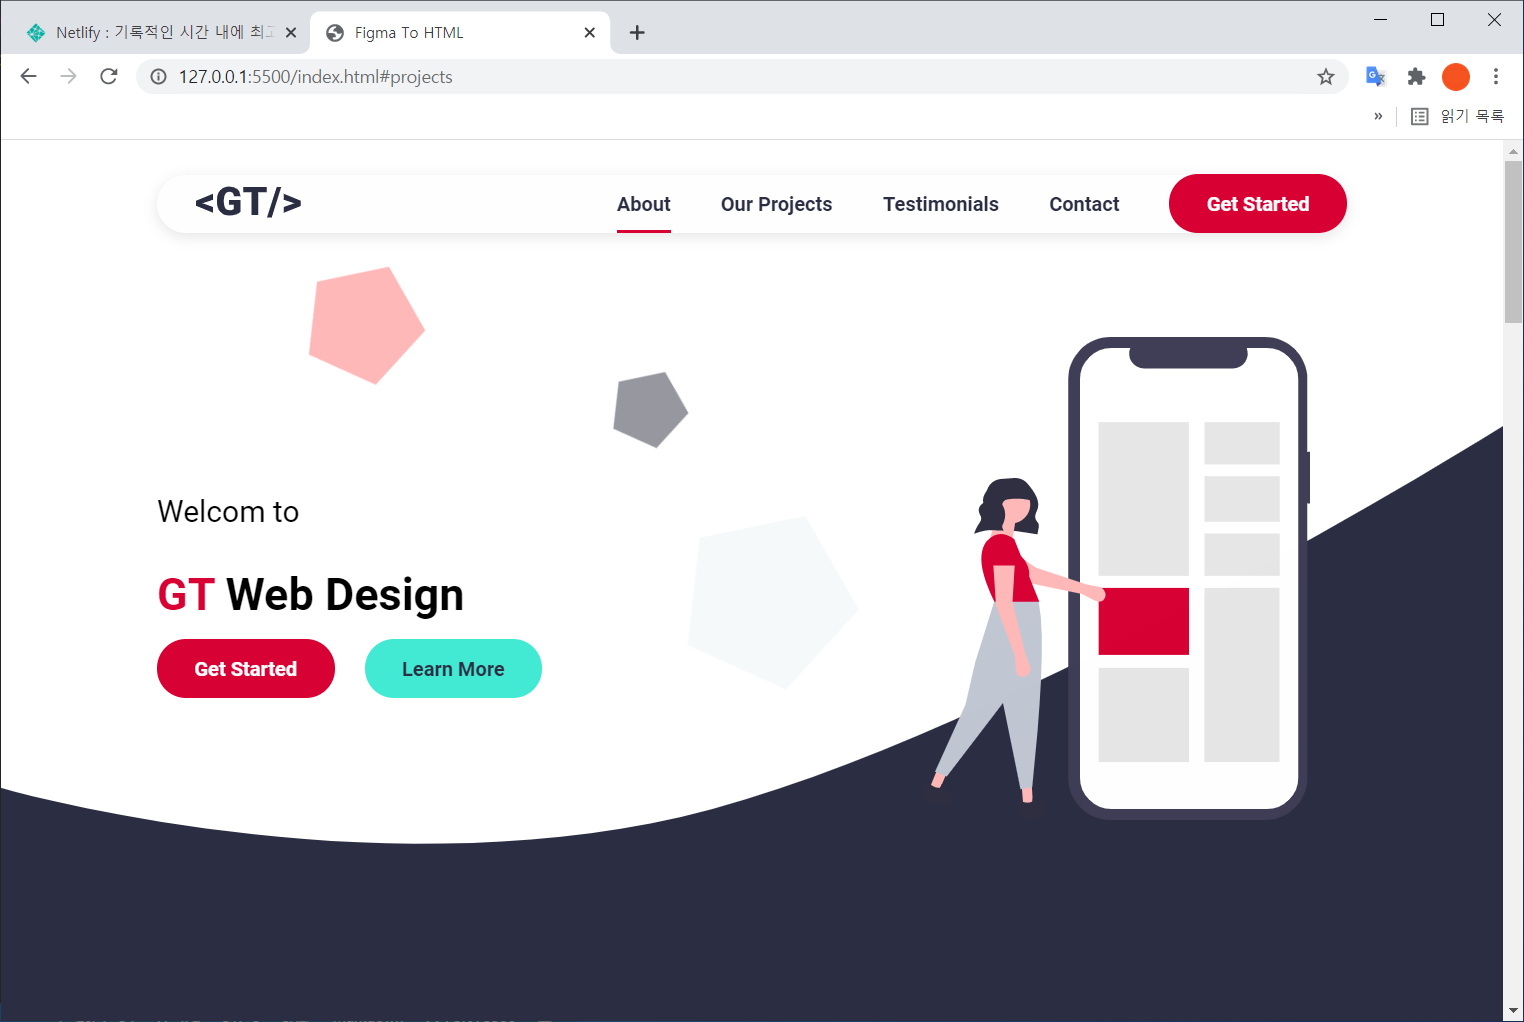 Netlify : 기록적인 시간 내에 최고
Figma To HTML
127.0.0.1:5500/index.html#projects
»
읽기 목록
<GT/>
About
Our Projects
Testimonials
Contact
Get Started
Welcom to
GT Web Design
Get Started
Learn More